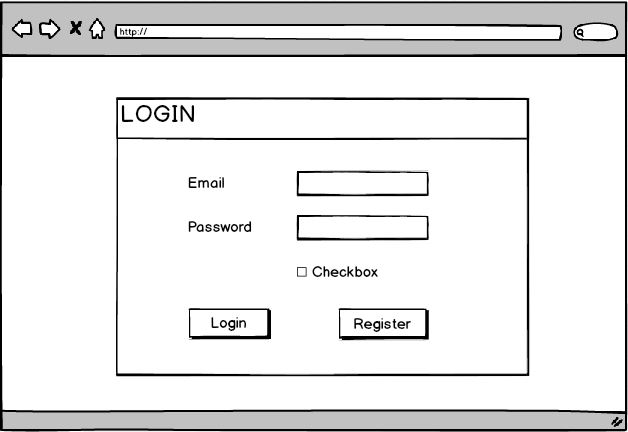 http://
LOGIN
Email
Password
Checkbox
Login
Register